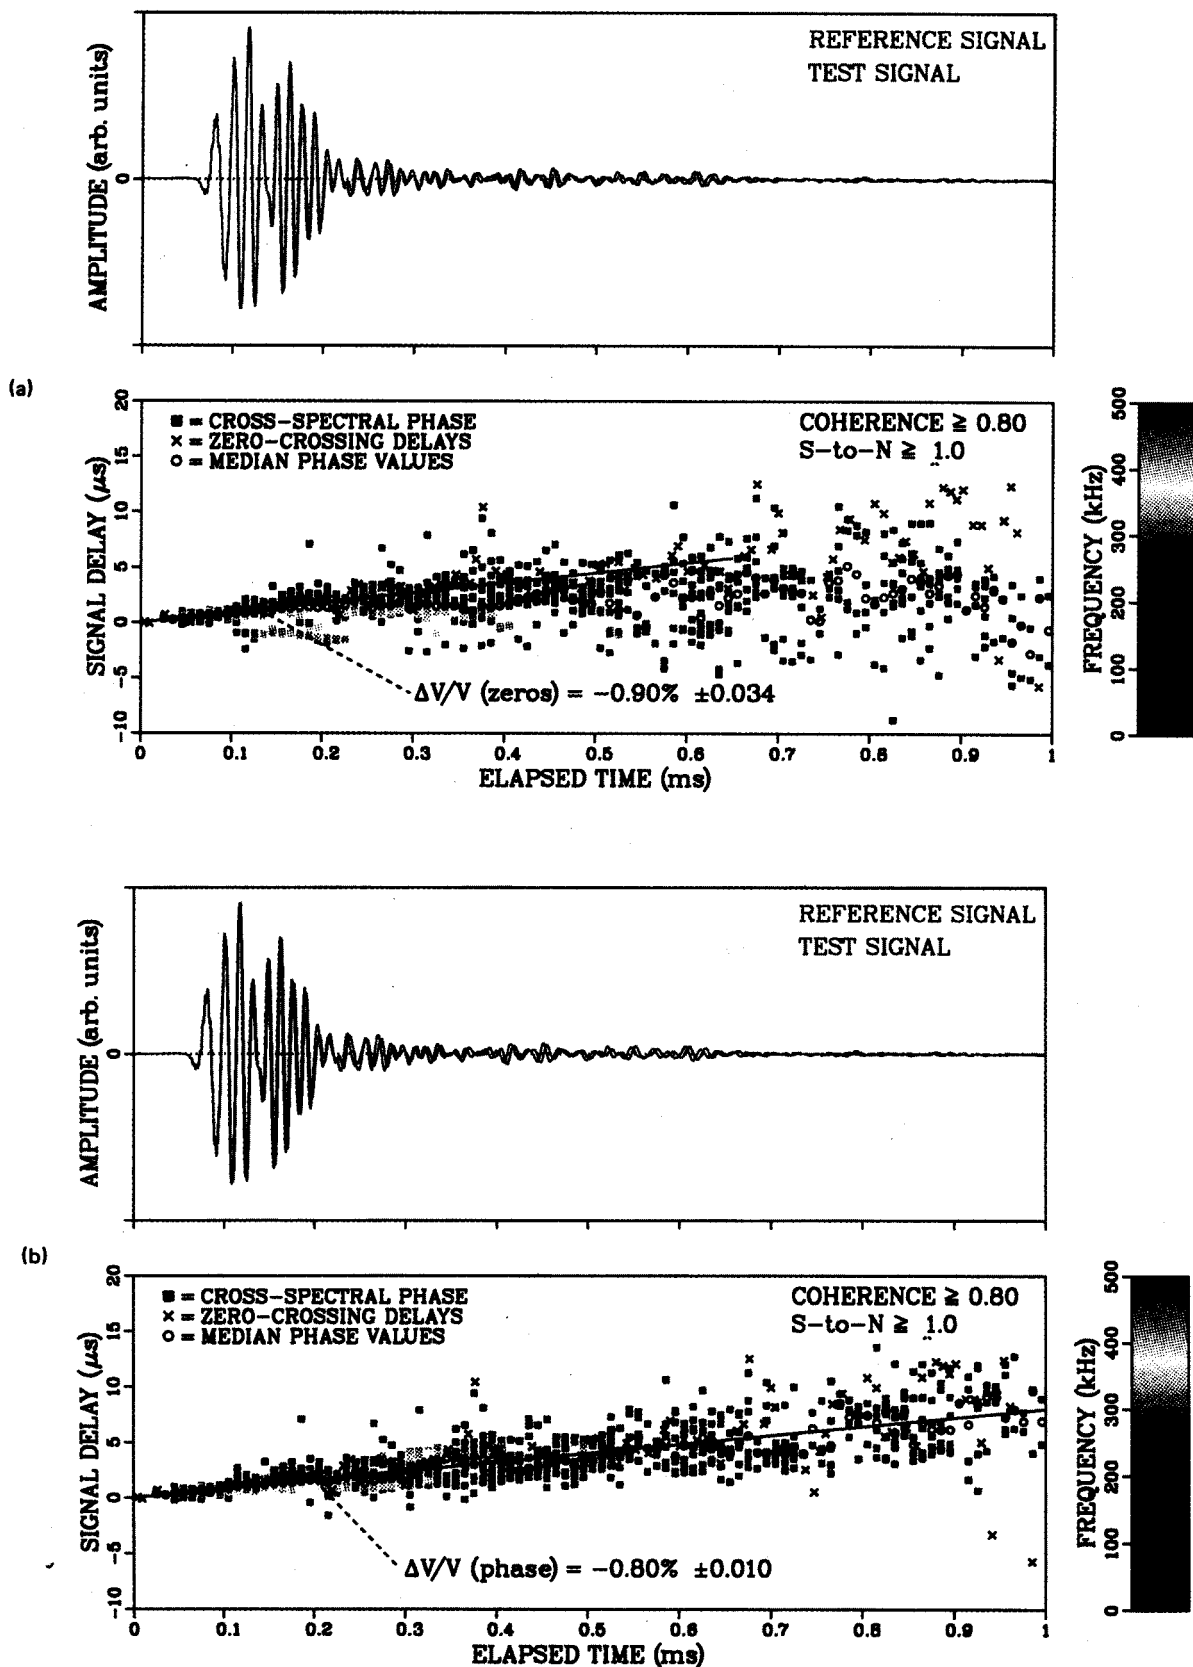 REFERENCE SIGNAL
TEST SIGNAL
AMPLITUDE (arb. units)
0
(a)
20
15
10
5
0
-5
-10
SIGNAL DELAY (μs)
■ = CROSS-SPECTRAL PHASE
× = ZERO-CROSSING DELAYS
○ = MEDIAN PHASE VALUES
COHERENCE ≥ 0.80
S-to-N ≧ 1.0
ΔV/V (zeros) = -0.90% ±0.034
0 0.1 0.2 0.3 0.4 0.5 0.6 0.7 0.8 0.9 1
ELAPSED TIME (ms)
500
400
300
200
100
0
FREQUENCY (kHz)
REFERENCE SIGNAL
TEST SIGNAL
AMPLITUDE (arb. units)
0
(b)
20
15
10
5
0
-5
-10
SIGNAL DELAY (μs)
■ = CROSS-SPECTRAL PHASE
× = ZERO-CROSSING DELAYS
○ = MEDIAN PHASE VALUES
COHERENCE ≥ 0.80
S-to-N ≧ 1.0
ΔV/V (phase) = -0.80% ±0.010
0 0.1 0.2 0.3 0.4 0.5 0.6 0.7 0.8 0.9 1
ELAPSED TIME (ms)
500
400
300
200
100
0
FREQUENCY (kHz)